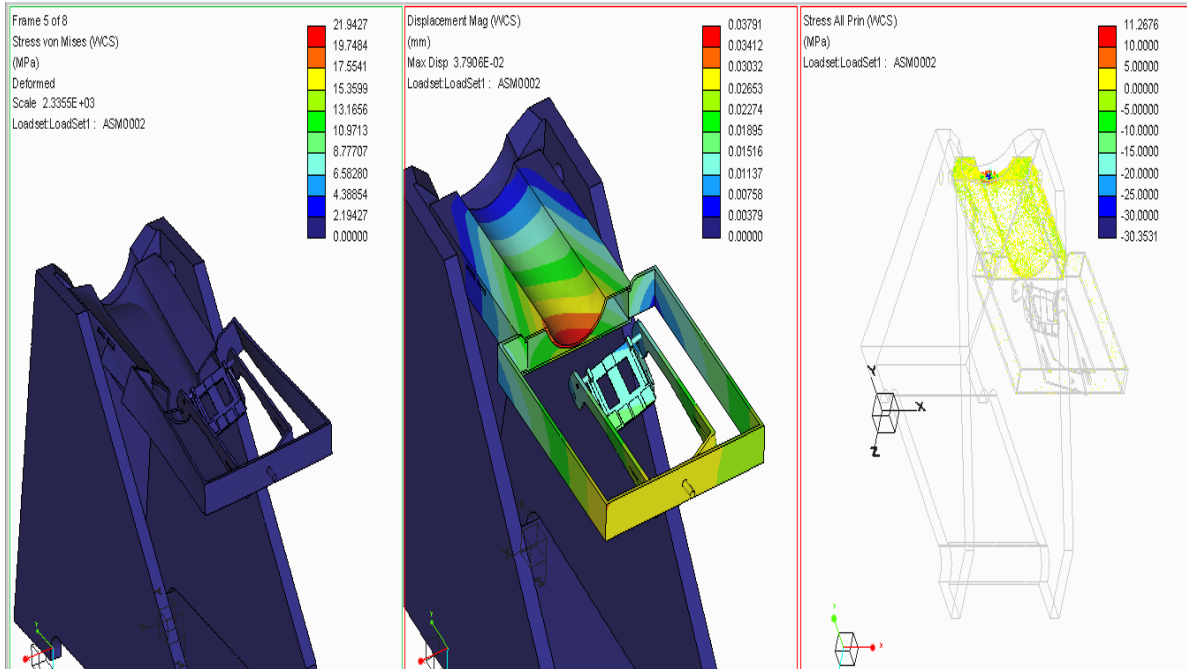 Frame 5 of 8
Stress von Mises (WCS)
(MPa)
Deformed
Scale 2.3355E+03
Loadset:LoadSet1 : ASM0002
21.9427
19.7484
17.5541
15.3599
13.1656
10.9713
8.77707
6.58280
4.38854
2.19427
0.00000
Displacement Mag (WCS)
(mm)
Max Disp 3.7906E-02
Loadset:LoadSet1 : ASM0002
0.03791
0.03412
0.03032
0.02653
0.02274
0.01895
0.01516
0.01137
0.00758
0.00379
0.00000
Stress All Prin (WCS)
(MPa)
Loadset:LoadSet1 : ASM0002
11.2676
10.0000
5.00000
0.00000
-5.00000
-10.0000
-15.0000
-20.0000
-25.0000
-30.0000
-30.3531
Y
X
Z